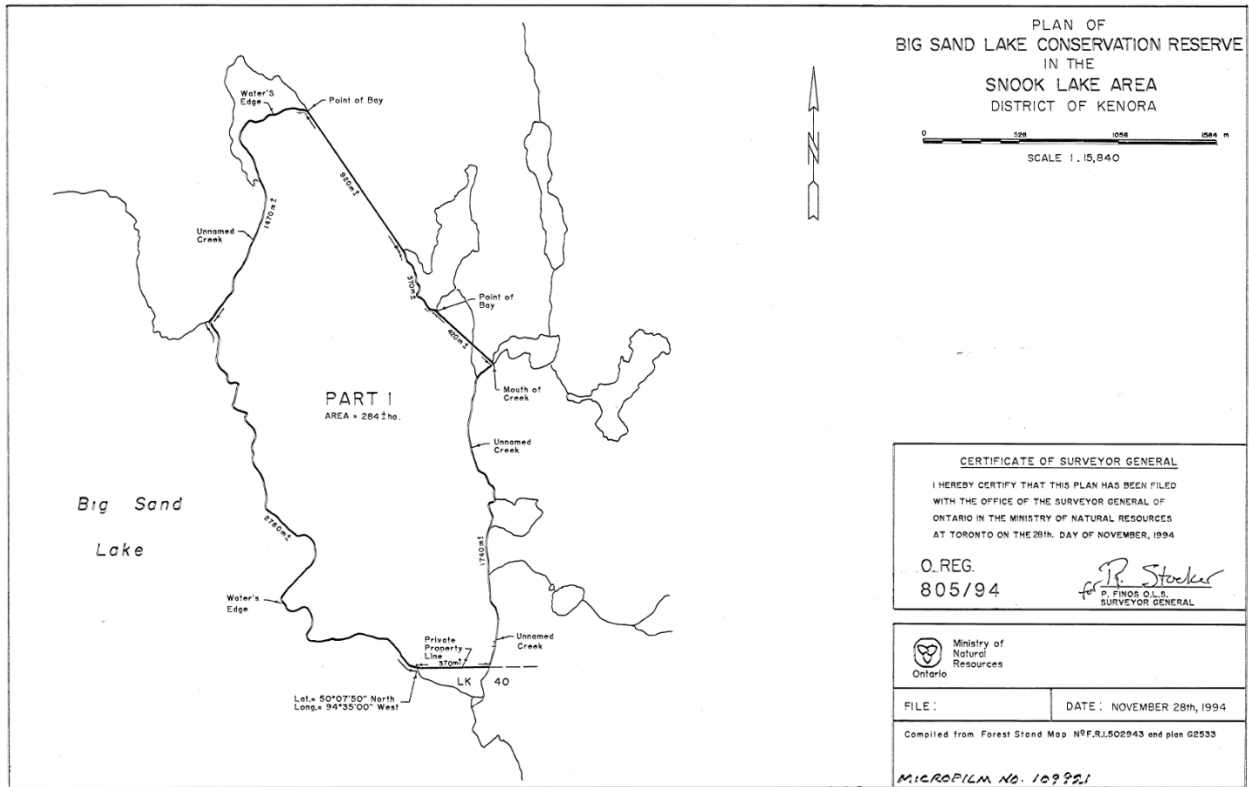 PLAN OF
BIG SAND LAKE CONSERVATION RESERVE
IN THE
SNOOK LAKE AREA
DISTRICT OF KENORA
0 528 1056 1584 m
SCALE 1 : 15,840
N
Water'S
Edge
Point of Bay
820m±
1470m±
Unnamed
Creek
370m±
Point of
Bay
420m±
Mouth of
Creek
PART 1
AREA = 284±ha.
Unnamed
Creek
Big Sand
Lake
2780m±
1740m±
Water's
Edge
Private
Property
Line
370m±
Unnamed
Creek
LK 40
Lat.= 50°07'50" North
Long.= 94°35'00" West
CERTIFICATE OF SURVEYOR GENERAL
I HEREBY CERTIFY THAT THIS PLAN HAS BEEN FILED
WITH THE OFFICE OF THE SURVEYOR GENERAL OF
ONTARIO IN THE MINISTRY OF NATURAL RESOURCES
AT TORONTO ON THE 28th. DAY OF NOVEMBER, 1994
O.REG.
805/94
for R. Stocker
P. FINOS O.L.S.
SURVEYOR GENERAL
Ministry of
Natural
Resources
Ontario
FILE:
DATE: NOVEMBER 28th, 1994
Compiled from Forest Stand Map Nº F.R.I.502943 and plan G2533
MICROFILM NO. 109921